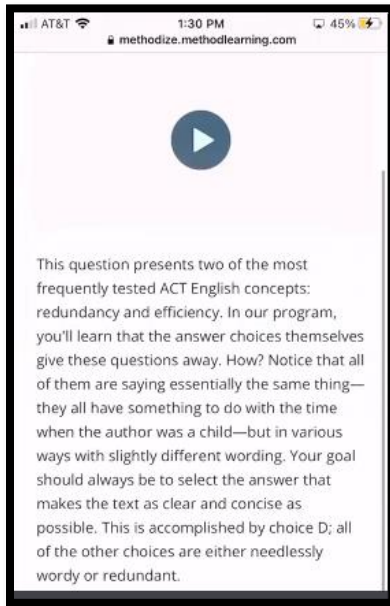 AT&T 1:30 PM 45%
methodize.methodlearning.com
This question presents two of the most
frequently tested ACT English concepts:
redundancy and efficiency. In our program,
you'll learn that the answer choices themselves
give these questions away. How? Notice that all
of them are saying essentially the same thing—
they all have something to do with the time
when the author was a child—but in various
ways with slightly different wording. Your goal
should always be to select the answer that
makes the text as clear and concise as
possible. This is accomplished by choice D; all
of the other choices are either needlessly
wordy or redundant.